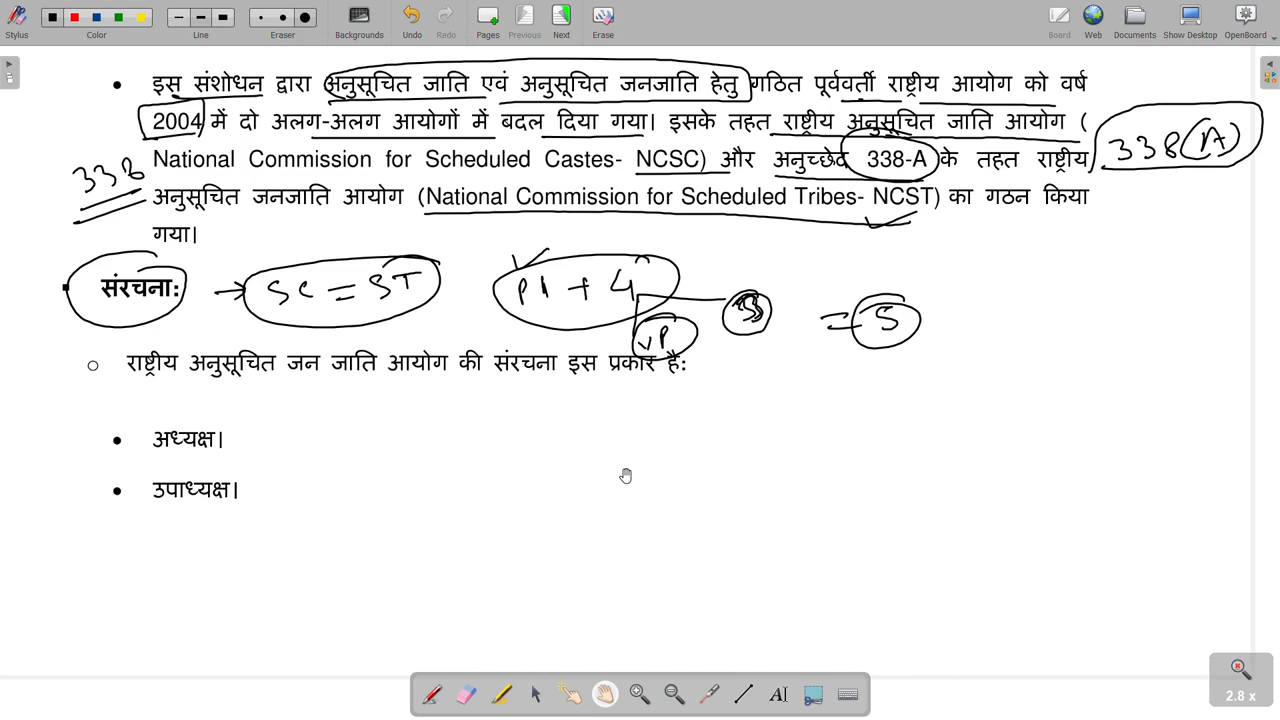 Stylus Color Line Eraser Backgrounds Undo Redo Pages Previous Next Erase Board Web Documents Show Desktop OpenBoard
• इस संशोधन द्वारा अनुसूचित जाति एवं अनुसूचित जनजाति हेतु गठित पूर्ववर्ती राष्ट्रीय आयोग को वर्ष
2004 में दो अलग-अलग आयोगों में बदल दिया गया। इसके तहत राष्ट्रीय अनुसूचित जाति आयोग (
338(A)
National Commission for Scheduled Castes- NCSC) और अनुच्छेद 338-A के तहत राष्ट्रीय
338
अनुसूचित जनजाति आयोग (National Commission for Scheduled Tribes- NCST) का गठन किया
गया।
संरचना: → SC = ST P1 + 4 = 5
VP
○ राष्ट्रीय अनुसूचित जन जाति आयोग की संरचना इस प्रकार है:
• अध्यक्ष।
• उपाध्यक्ष।
2.8 x